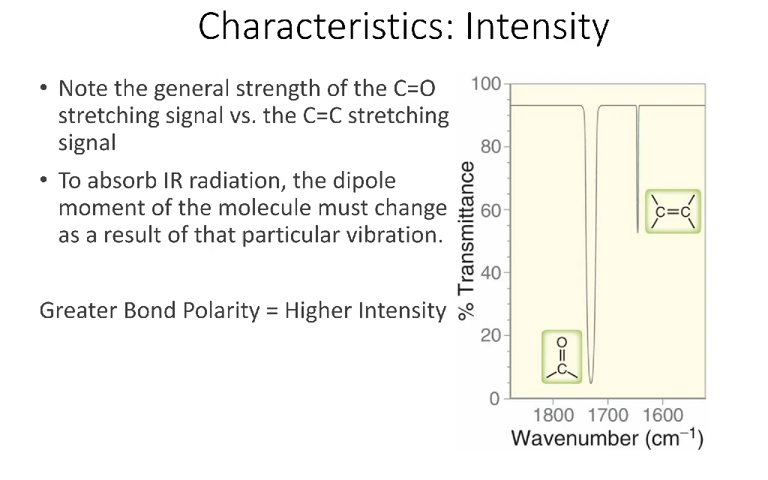 Characteristics: Intensity
• Note the general strength of the C=O
stretching signal vs. the C=C stretching
signal
• To absorb IR radiation, the dipole
moment of the molecule must change
as a result of that particular vibration.
Greater Bond Polarity = Higher Intensity
% Transmittance
100
80
60
40
20
0
C=C
O
C
1800 1700 1600
Wavenumber (cm⁻¹)